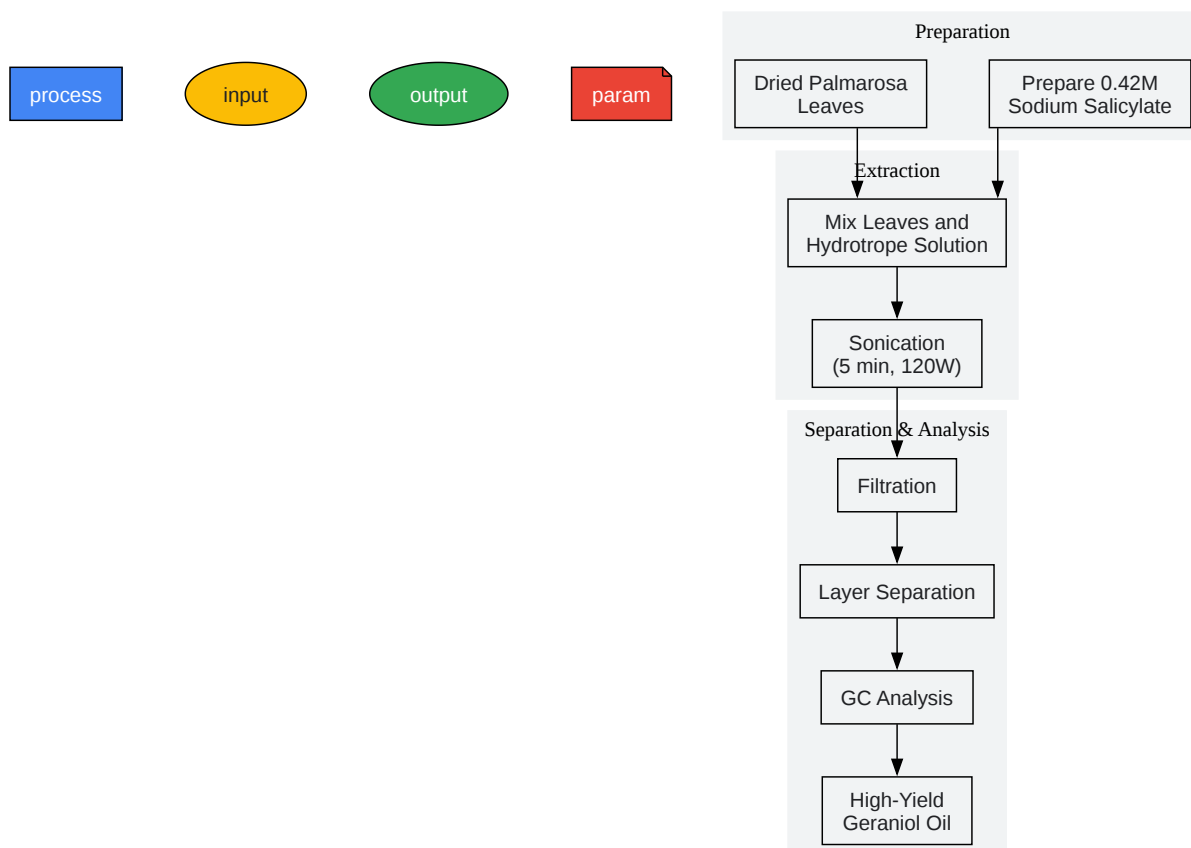 process
input
output
param
Preparation
Dried Palmarosa
Leaves
Prepare 0.42M
Sodium Salicylate
Extraction
Mix Leaves and
Hydrotrope Solution
Sonication
(5 min, 120W)
Separation & Analysis
Filtration
Layer Separation
GC Analysis
High-Yield
Geraniol Oil